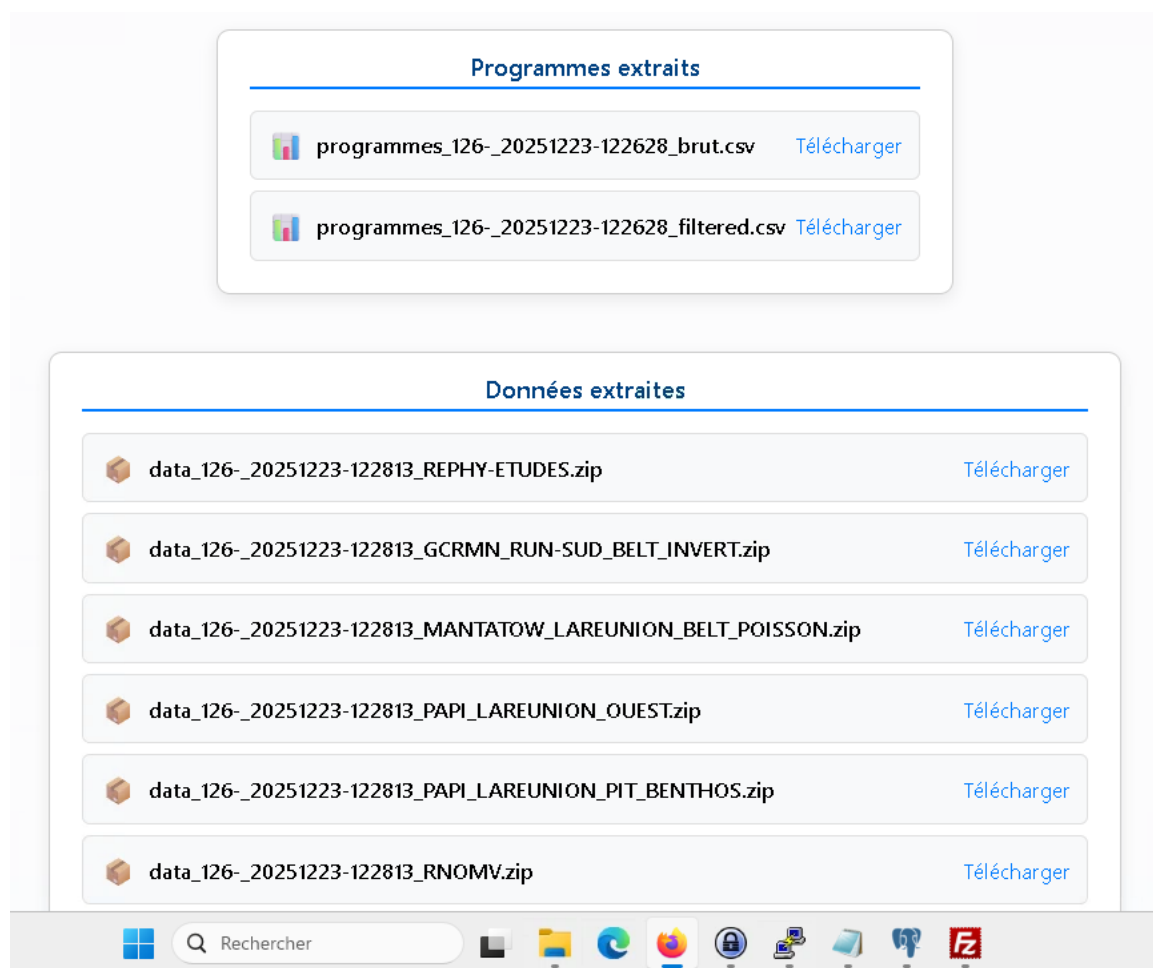 Programmes extraits
programmes_126-_20251223-122628_brut.csv Télécharger
programmes_126-_20251223-122628_filtered.csv Télécharger
Données extraites
data_126-_20251223-122813_REPHY-ETUDES.zip Télécharger
data_126-_20251223-122813_GCRMN_RUN-SUD_BELT_INVERT.zip Télécharger
data_126-_20251223-122813_MANTATOW_LAREUNION_BELT_POISSON.zip Télécharger
data_126-_20251223-122813_PAPI_LAREUNION_OUEST.zip Télécharger
data_126-_20251223-122813_PAPI_LAREUNION_PIT_BENTHOS.zip Télécharger
data_126-_20251223-122813_RNOMV.zip Télécharger
Rechercher